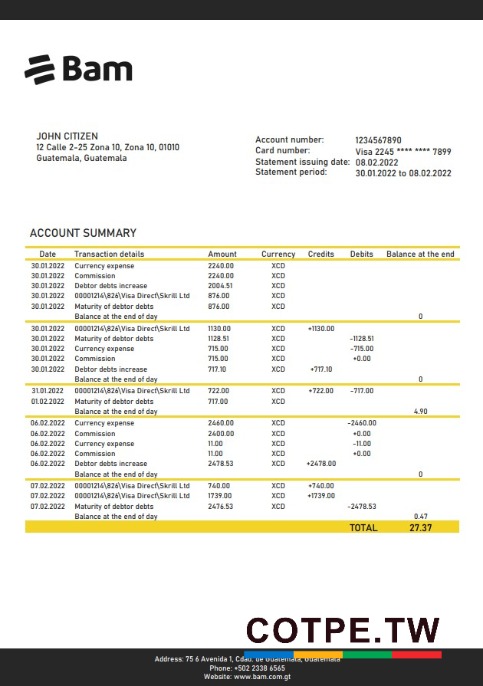 Bam
JOHN CITIZEN
12 Calle 2-25 Zona 10, Zona 10, 01010
Guatemala, Guatemala
Account number: 1234567890
Card number: Visa 2245 **** **** 7899
Statement issuing date: 08.02.2022
Statement period: 30.01.2022 to 08.02.2022
ACCOUNT SUMMARY
Date Transaction details Amount Currency Credits Debits Balance at the end
30.01.2022 Currency expense 2260.00 XCD
30.01.2022 Commission 2260.00 XCD
30.01.2022 Debtor debts increase 2004.51 XCD
30.01.2022 00001214\826\Visa Direct\Skrill Ltd 876.00 XCD
30.01.2022 Maturity of debtor debts 876.00 XCD
Balance at the end of day 0
30.01.2022 00001214\826\Visa Direct\Skrill Ltd 1130.00 XCD +1130.00
30.01.2022 Maturity of debtor debts 1128.51 XCD -1128.51
30.01.2022 Currency expense 715.00 XCD -715.00
30.01.2022 Commission 715.00 XCD +0.00
30.01.2022 Debtor debts increase 717.10 XCD +717.10
Balance at the end of day 0
31.01.2022 00001214\826\Visa Direct\Skrill Ltd 722.00 XCD +722.00 -717.00
01.02.2022 Maturity of debtor debts 717.00 XCD
Balance at the end of day 4.90
06.02.2022 Currency expense 2460.00 XCD -2460.00
06.02.2022 Commission 2400.00 XCD +0.00
06.02.2022 Currency expense 11.00 XCD -11.00
06.02.2022 Commission 11.00 XCD +0.00
06.02.2022 Debtor debts increase 2478.53 XCD +2478.00
Balance at the end of day 0
07.02.2022 00001214\826\Visa Direct\Skrill Ltd 740.00 XCD +740.00
07.02.2022 00001214\826\Visa Direct\Skrill Ltd 1739.00 XCD +1739.00
07.02.2022 Maturity of debtor debts 2476.53 XCD -2478.53
Balance at the end of day 0.47
TOTAL 27.37
COTPE.TW
Address: 75 6 Avenida 1, Cdad. de Guatemala, Guatemala
Phone: +502 2338 6565
Website: www.bam.com.gt